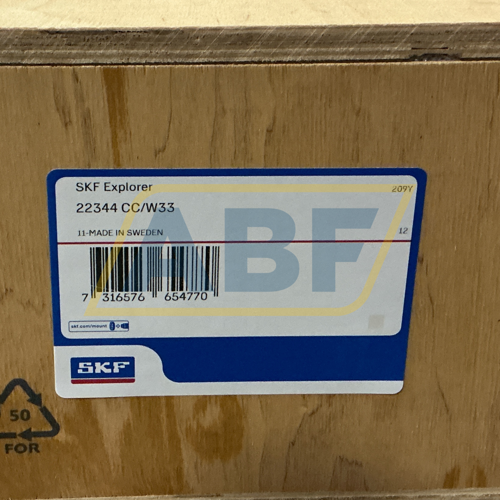 SKF Explorer
209Y
22344 CC/W33
11-MADE IN SWEDEN
12
7 316576 654770
skf.com/mount
SKF
ABF
50
FOR